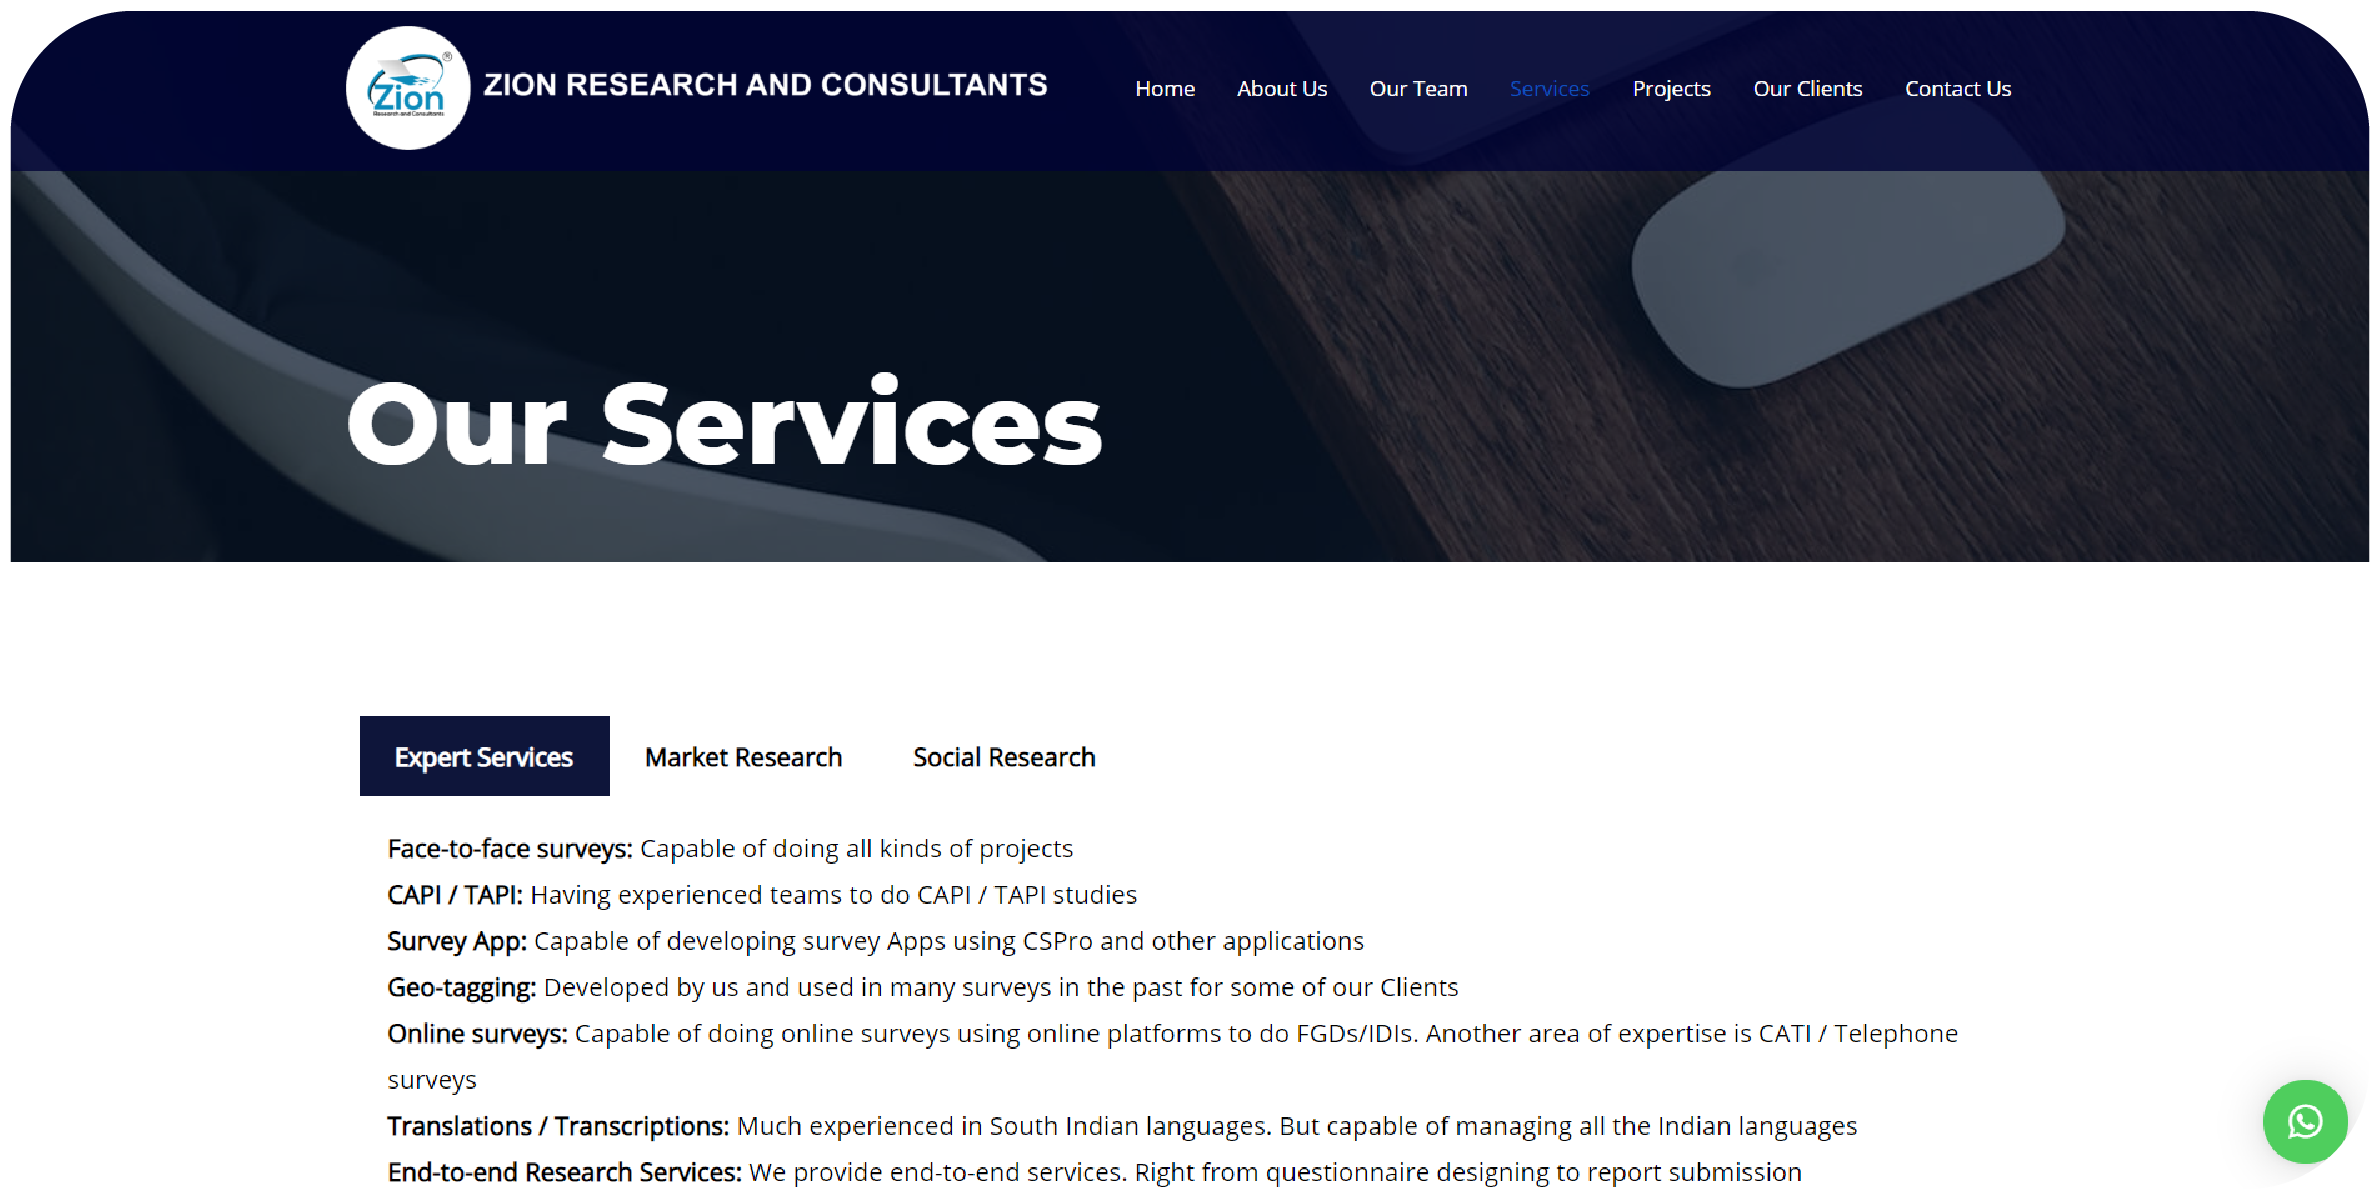 Zion
®
Research and Consultants
ZION RESEARCH AND CONSULTANTS
Home
About Us
Our Team
Services
Projects
Our Clients
Contact Us
Our Services
Expert Services
Market Research
Social Research
Face-to-face surveys: Capable of doing all kinds of projects
CAPI / TAPI: Having experienced teams to do CAPI / TAPI studies
Survey App: Capable of developing survey Apps using CSPro and other applications
Geo-tagging: Developed by us and used in many surveys in the past for some of our Clients
Online surveys: Capable of doing online surveys using online platforms to do FGDs/IDIs. Another area of expertise is CATI / Telephone
surveys
Translations / Transcriptions: Much experienced in South Indian languages. But capable of managing all the Indian languages
End-to-end Research Services: We provide end-to-end services. Right from questionnaire designing to report submission